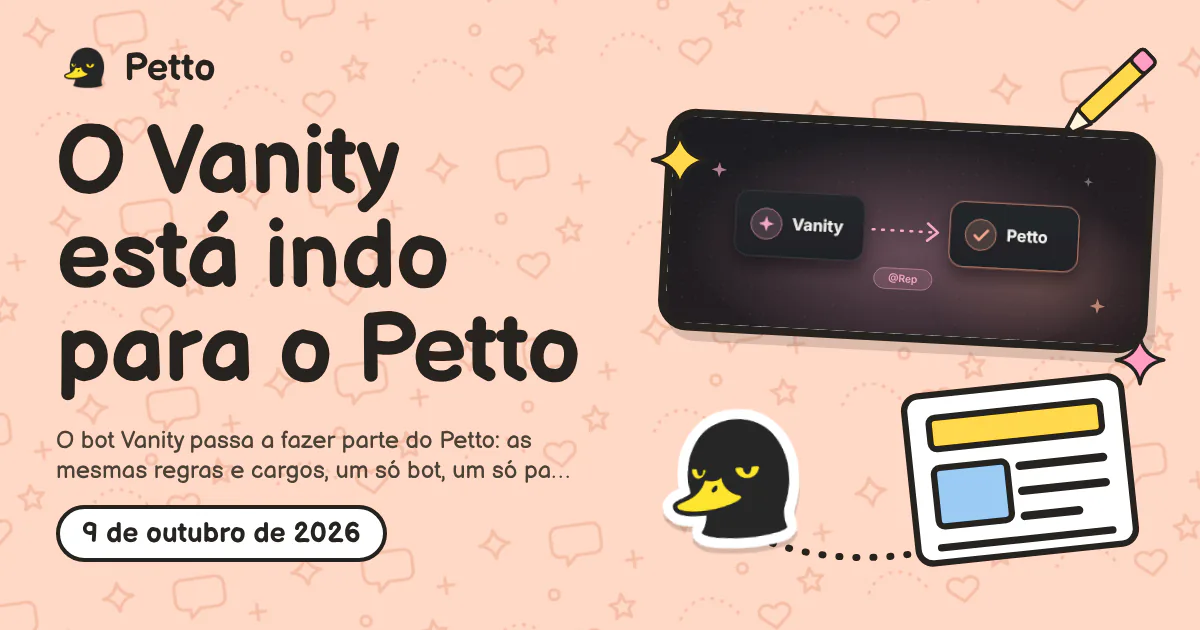 Petto
O Vanity
está indo
para o Petto
O bot Vanity passa a fazer parte do Petto: as
mesmas regras e cargos, um só bot, um só pa...
9 de outubro de 2026
Vanity
Petto
@Rep